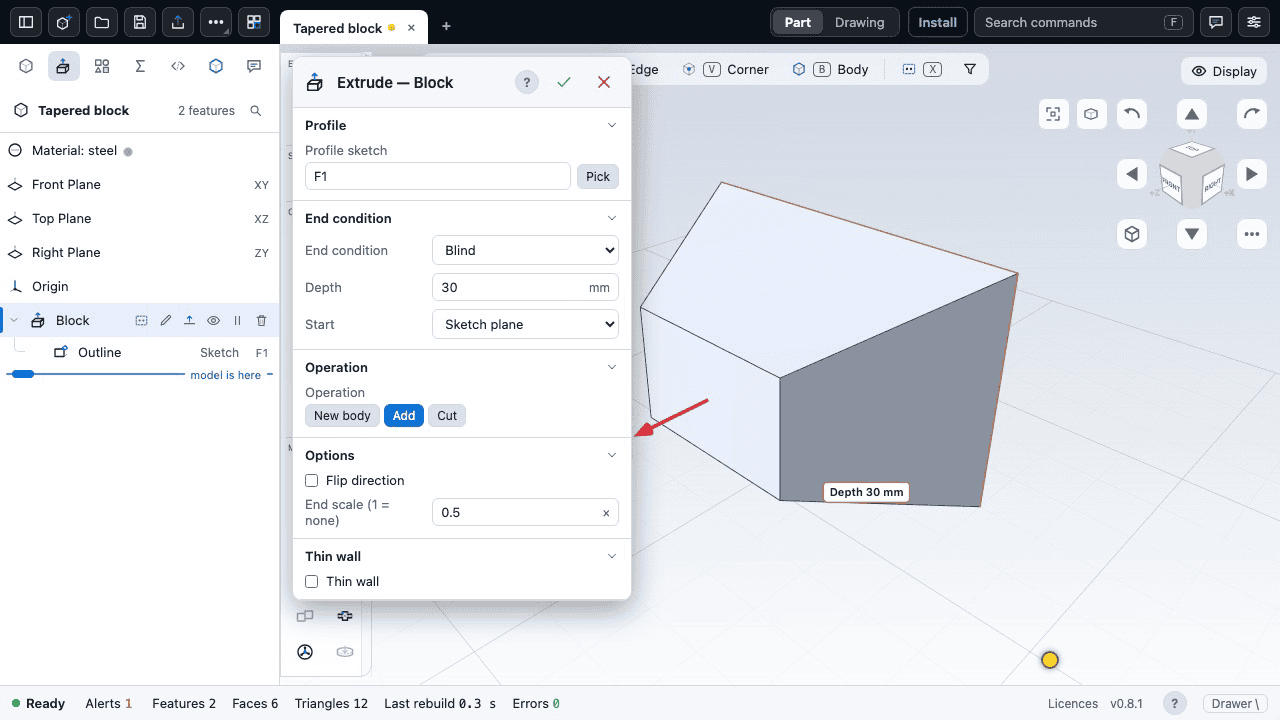 Tapered block
Part
Drawing
Install
Search commands
F
Tapered block 2 features
Material: steel
Front Plane XY
Top Plane XZ
Right Plane ZY
Origin
Block
Outline Sketch F1
model is here
Extrude — Block ?
Profile
Profile sketch
F1 Pick
End condition
End condition Blind
Depth 30 mm
Start Sketch plane
Operation
Operation
New body Add Cut
Options
Flip direction
End scale (1 = none) 0.5 ×
Thin wall
Thin wall
Edge V Corner B Body X
Display
FRONT
RIGHT
+Z
+X
Depth 30 mm
Ready Alerts 1 Features 2 Faces 6 Triangles 12 Last rebuild 0.3 s Errors 0
Licences v0.8.1 ? Drawer \